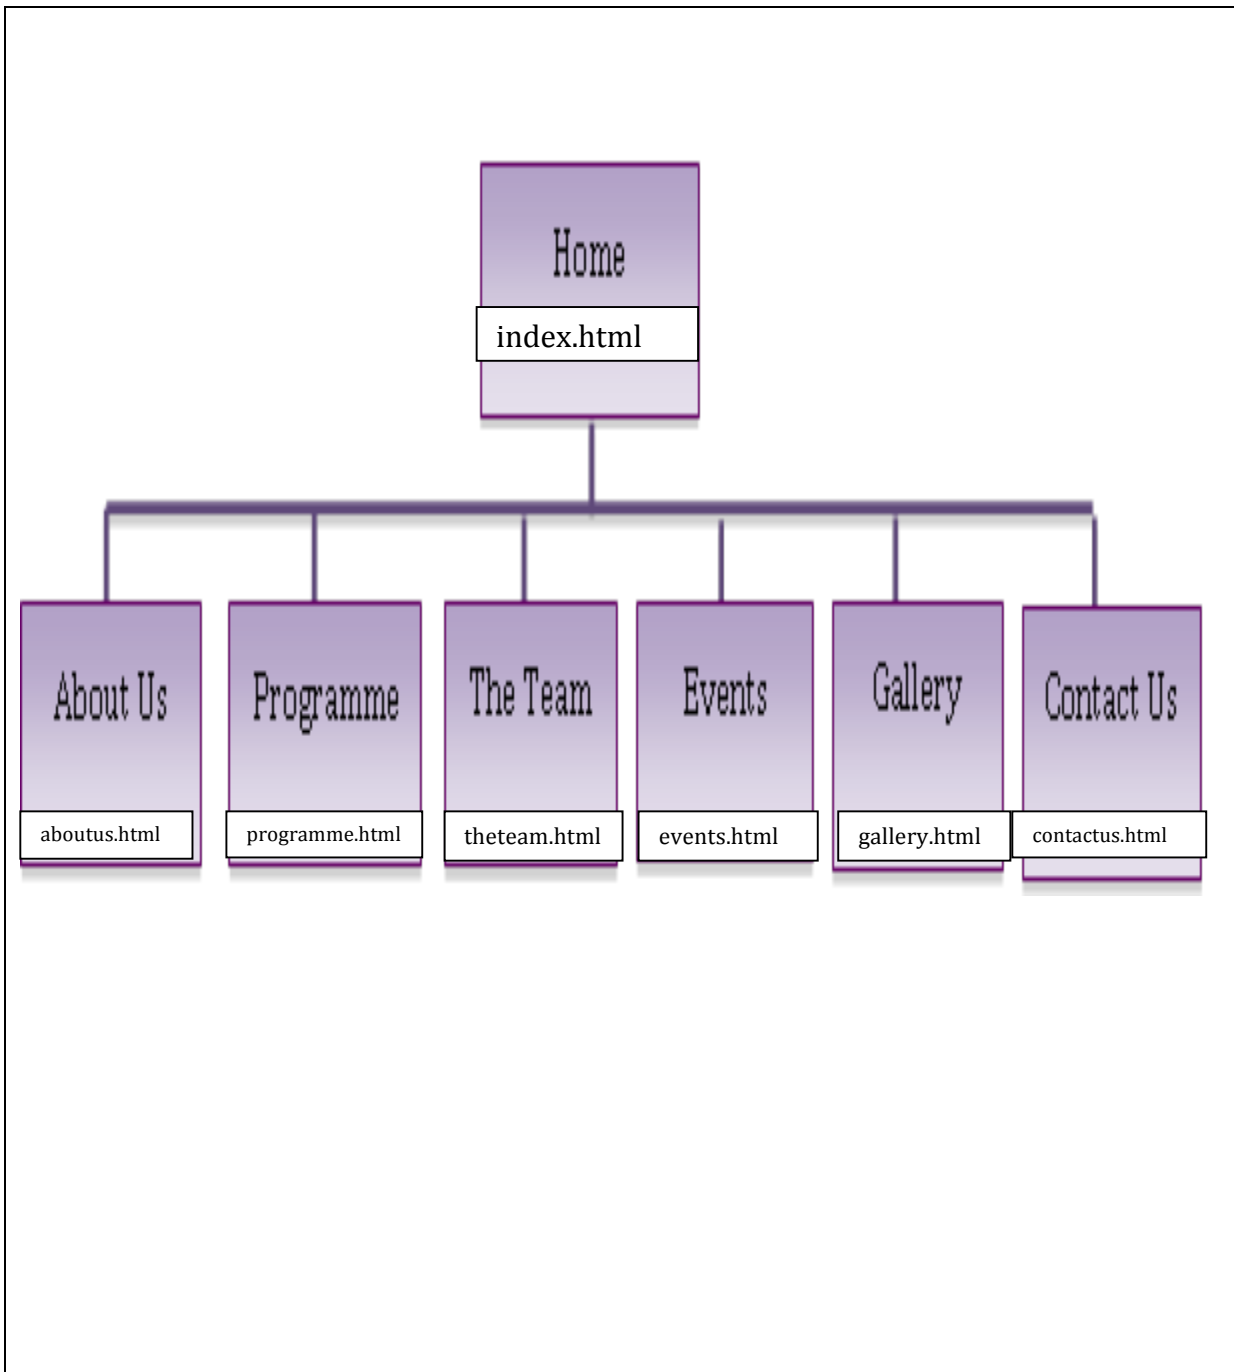 Home
index.html
About Us
Programme
The Team
Events
Gallery
Contact Us
aboutus.html
programme.html
theteam.html
events.html
gallery.html
contactus.html